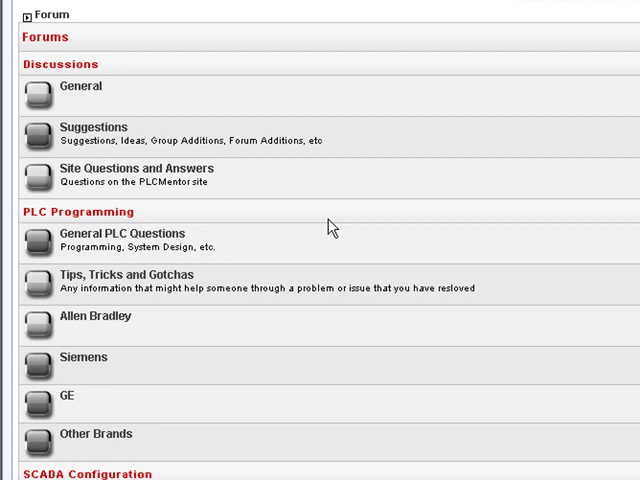 Forum
Forums
Discussions
General
Suggestions
Suggestions, Ideas, Group Additions, Forum Additions, etc
Site Questions and Answers
Questions on the PLCMentor site
PLC Programming
General PLC Questions
Programming, System Design, etc.
Tips, Tricks and Gotchas
Any information that might help someone through a problem or issue that you have resloved
Allen Bradley
Siemens
GE
Other Brands
SCADA Configuration